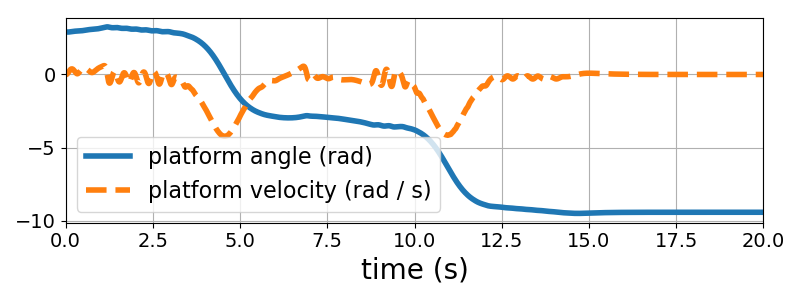 0
−5
−10
platform angle (rad)
platform velocity (rad / s)
0.0 2.5 5.0 7.5 10.0 12.5 15.0 17.5 20.0
time (s)